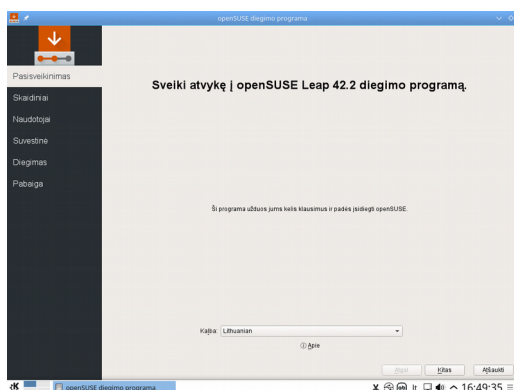 openSUSE diegimo programa
Pasisveikinimas
Skaidiniai
Naudotojai
Suvestinė
Diegimas
Pabaiga
Sveiki atvykę į openSUSE Leap 42.2 diegimo programą.
Ši programa užduos jums kelis klausimus ir padės įsidiegti openSUSE.
Kalba: Lithuanian
Apie
Atgal Kitas Atšaukti
openSUSE diegimo programa
lt 16:49:35